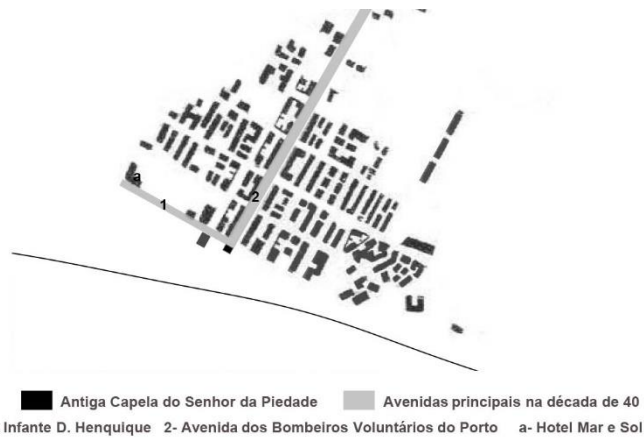 a
1
2
Antiga Capela do Senhor da Piedade Avenidas principais na década de 40
Infante D. Henquique 2- Avenida dos Bombeiros Voluntários do Porto a- Hotel Mar e Sol